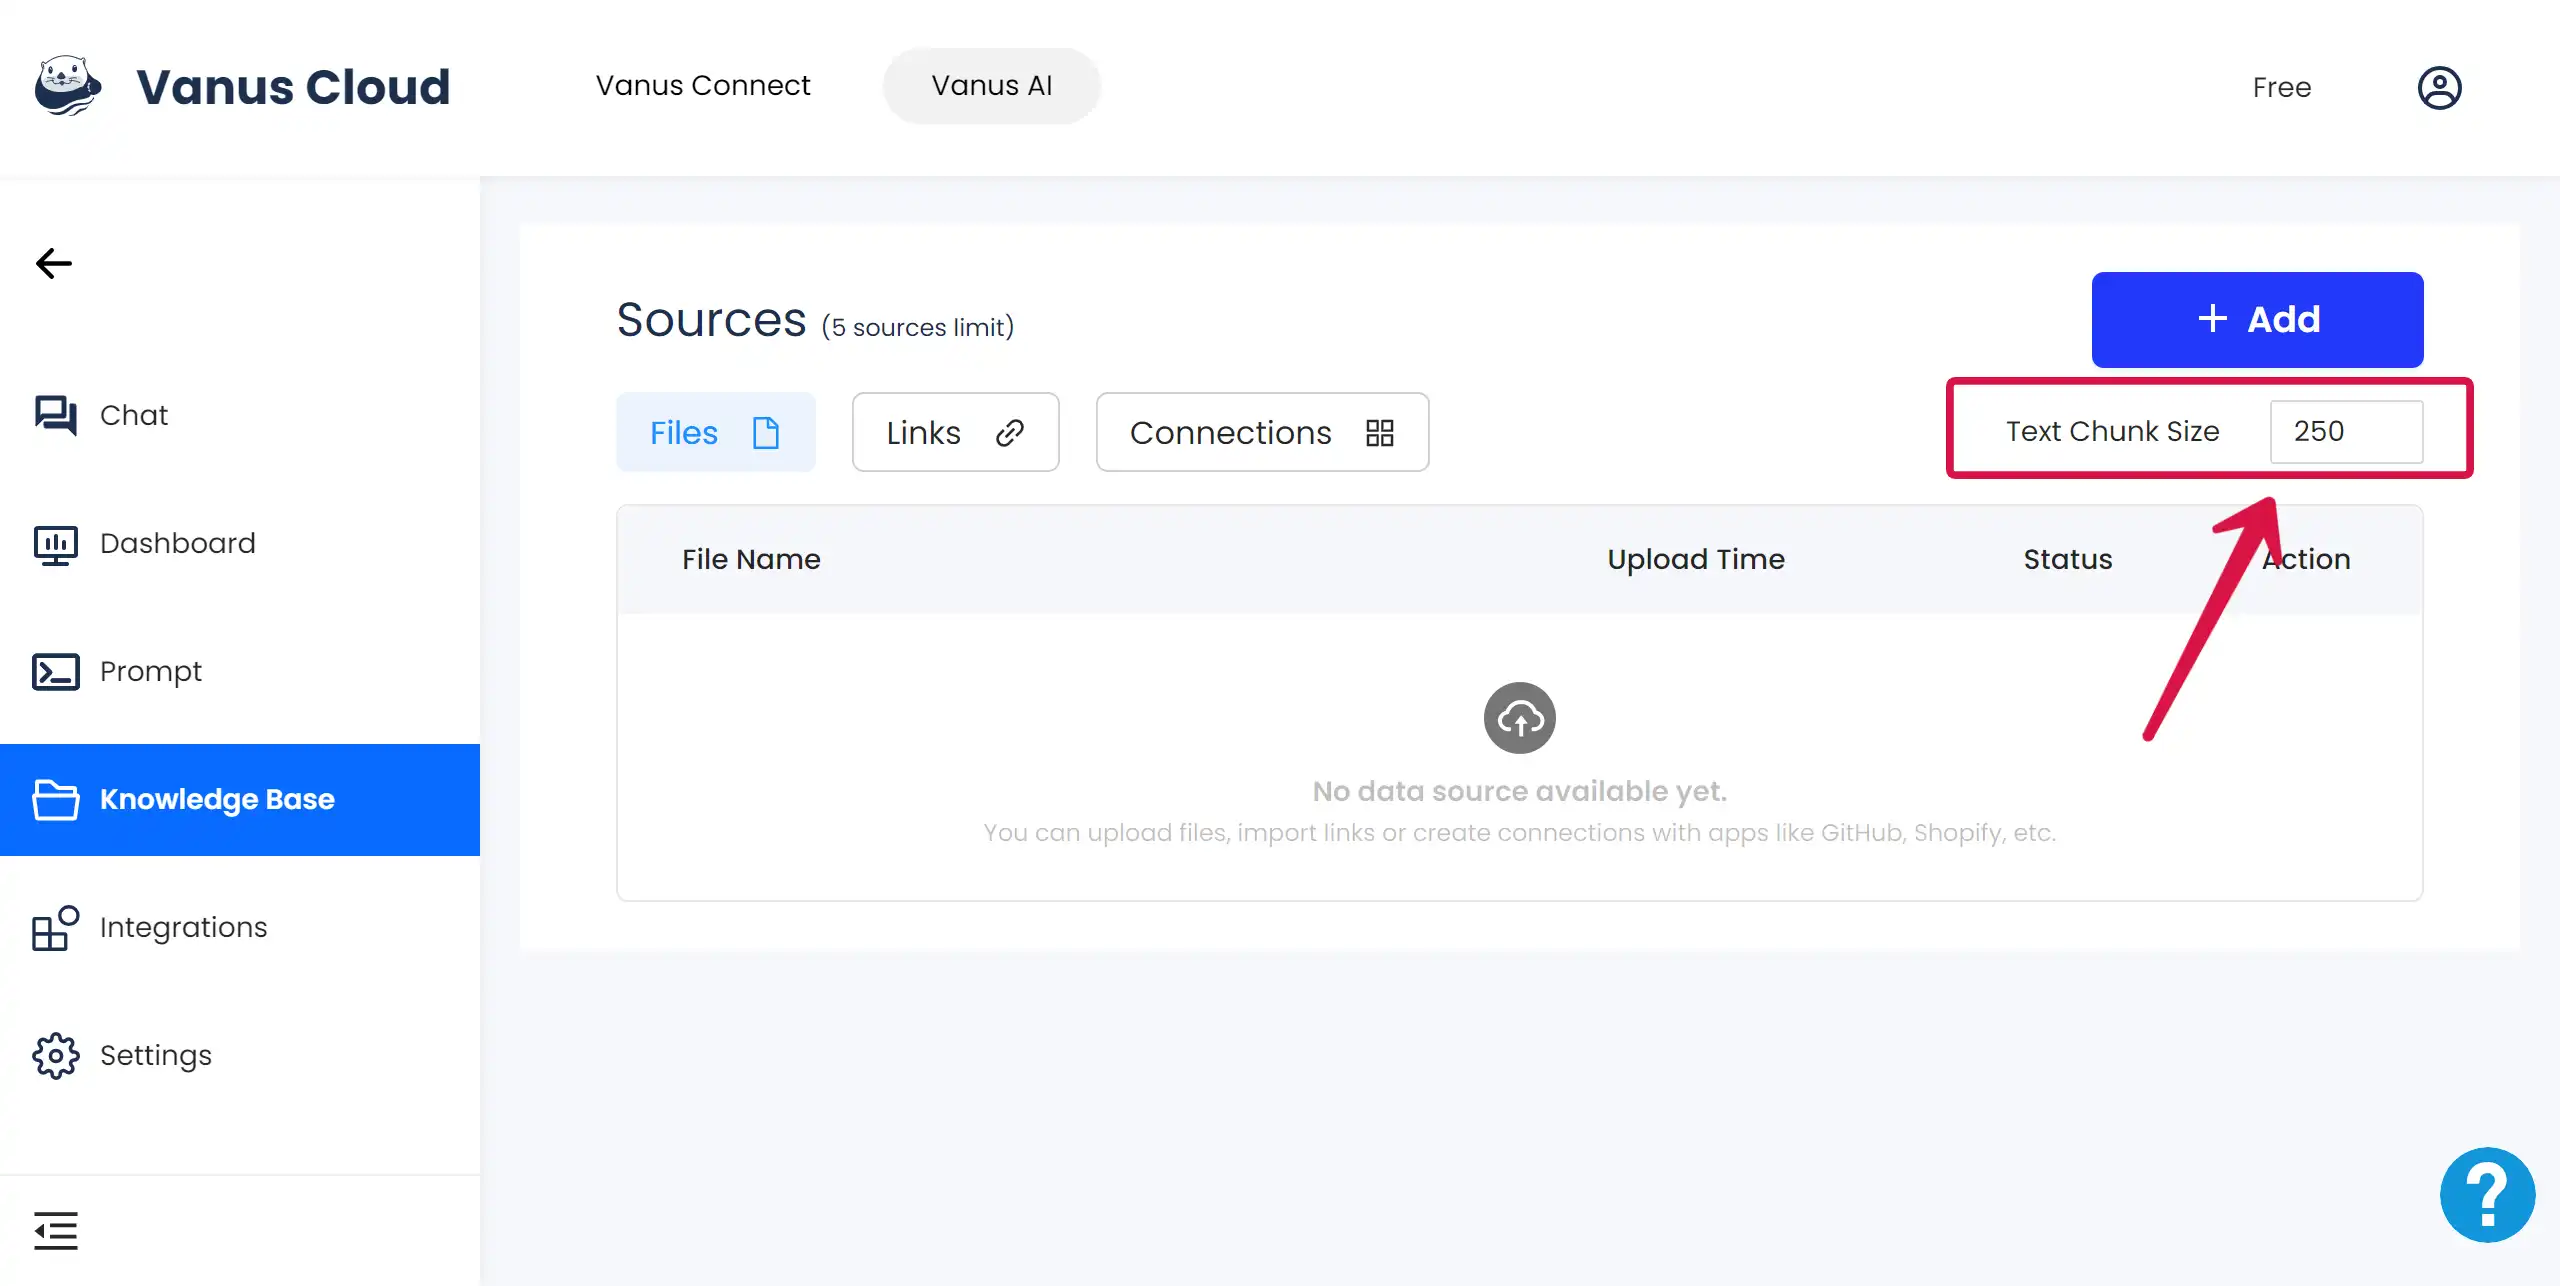 Vanus Cloud
Vanus Connect
Vanus AI
Free
Chat
Dashboard
Prompt
Knowledge Base
Integrations
Settings
Sources (5 sources limit)
+ Add
Files
Links
Connections
Text Chunk Size 250
File Name Upload Time Status Action
No data source available yet.
You can upload files, import links or create connections with apps like GitHub, Shopify, etc.
?